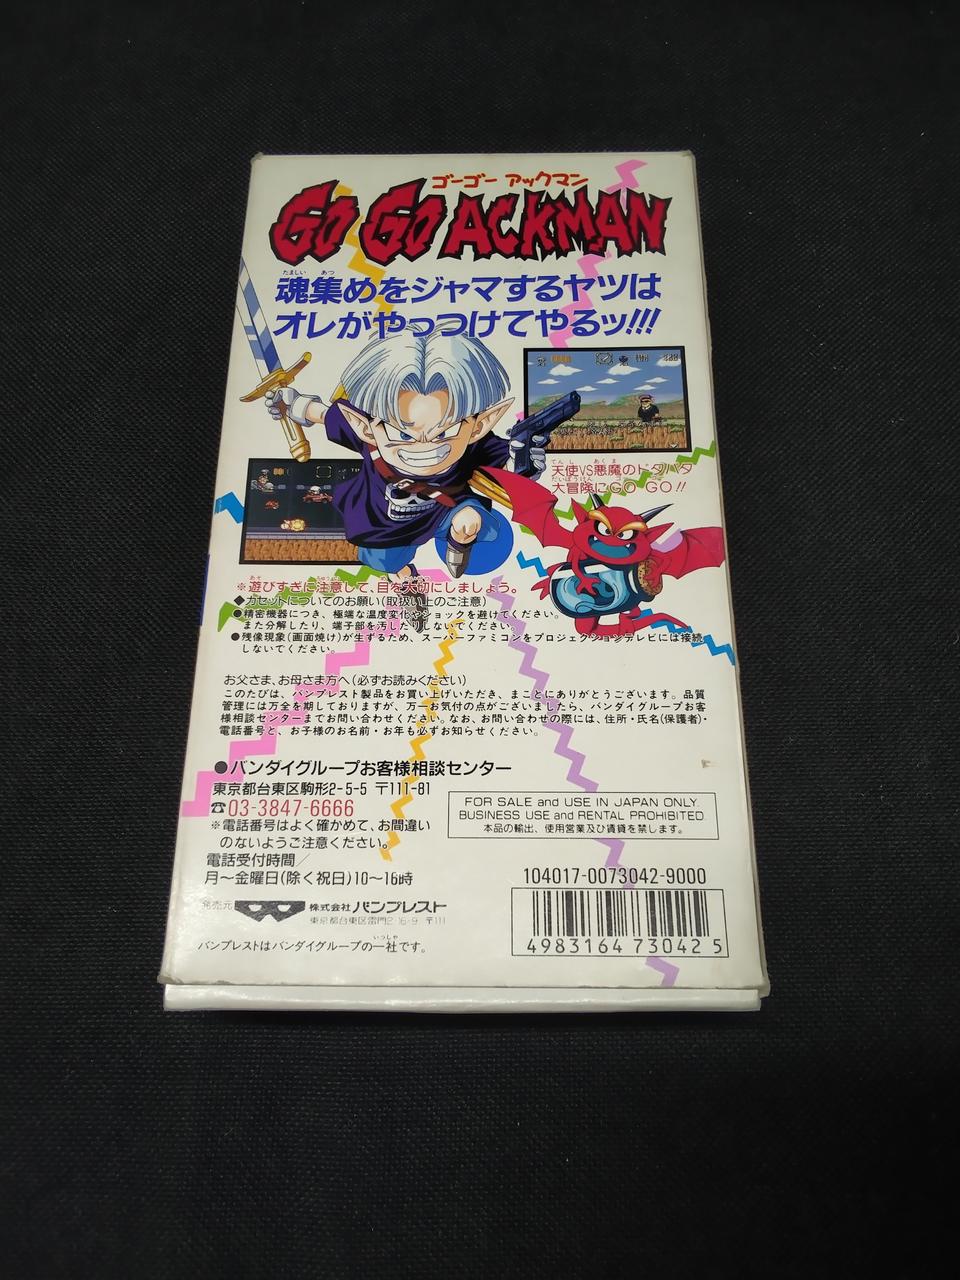 ゴーゴー アックマン
GO GO ACKMAN
魂集めをジャマするヤツは
オレがやっつけてやるッ!!!
天使VS悪魔のドタバタ
大冒険にGO GO!!
※遊びすぎに注意して、目を大切にしましょう。
◆カセットについてのお願い(取扱い上のご注意)
●精密機器につき、極端な温度変化やショックを避けてください。
また分解したり、端子部を汚したりしないでください。
●残像現象(画面焼け)が生ずるため、スーパーファミコンをプロジェクションテレビには接続
しないでください。
お父さま、お母さま方へ(必ずお読みください)
このたびは、バンプレスト製品をお買い上げいただき、まことにありがとうございます。品質
管理には万全を期しておりますが、万一お気付の点がございましたら、バンダイグループお客
様相談センターまでお問い合わせください。なお、お問い合わせの際には、住所・氏名(保護者)・
電話番号と、お子様のお名前・お年も必ずお知らせください。
●バンダイグループお客様相談センター
東京都台東区駒形2-5-5 〒111-81
☎03-3847-6666
※電話番号はよく確かめて、お間違い
のないようご注意ください。
電話受付時間/
月〜金曜日(除く祝日)10〜16時
FOR SALE and USE IN JAPAN ONLY.
BUSINESS USE and RENTAL PROHIBITED.
本品の輸出、使用営業及び賃貸を禁じます。
104017-0073042-9000
4983164 73042 5
発売元 株式会社 バンプレスト
東京都台東区雷門2-16-9 〒111
バンプレストはバンダイグループの一社です。